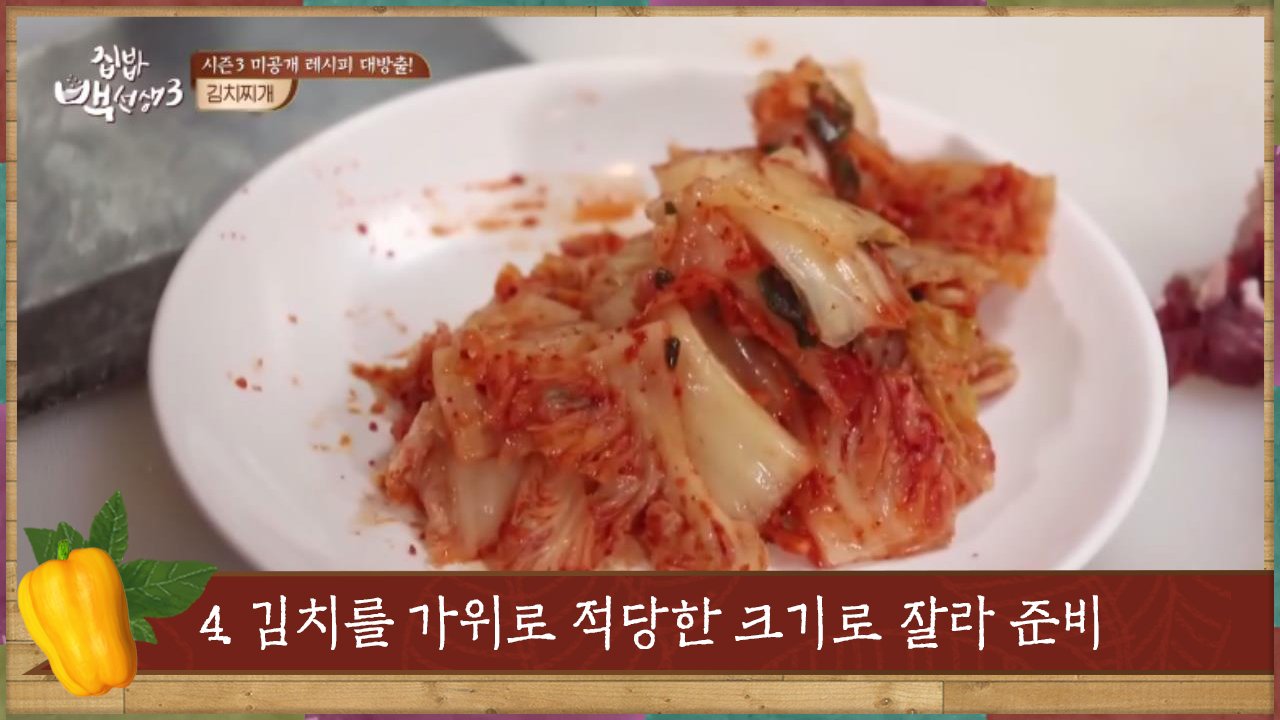 집밥
백선생3
시즌3 미공개 레시피 대방출!
김치찌개
4. 김치를 가위로 적당한 크기로 잘라 준비